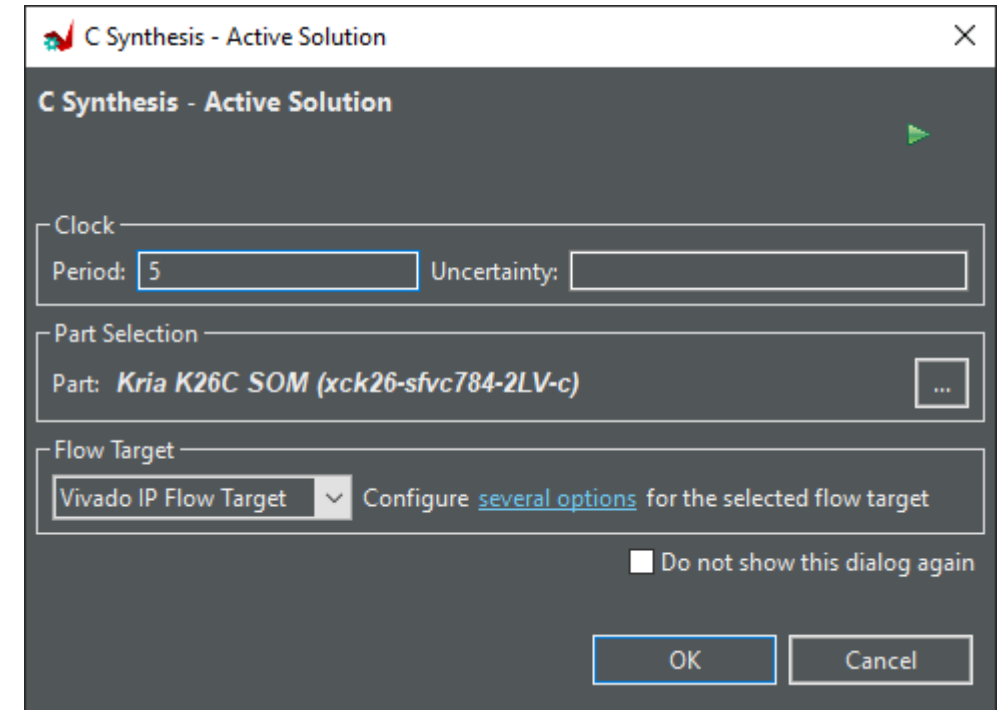 C Synthesis - Active Solution
C Synthesis - Active Solution
Clock
Period: 5 Uncertainty:
Part Selection
Part: Kria K26C SOM (xck26-sfvc784-2LV-c) ...
Flow Target
Vivado IP Flow Target Configure several options for the selected flow target
Do not show this dialog again
OK Cancel